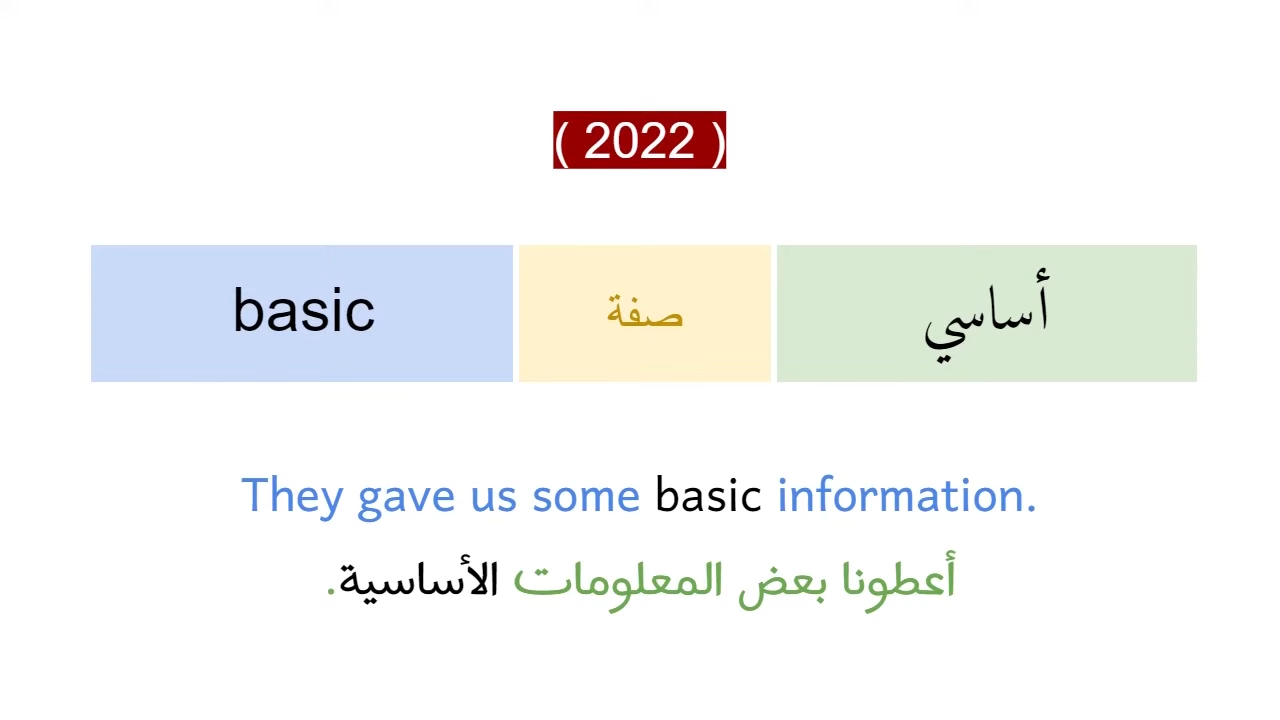 ( 2022 )
basic صفة أساسي
They gave us some basic information.
أعطونا بعض المعلومات الأساسية.